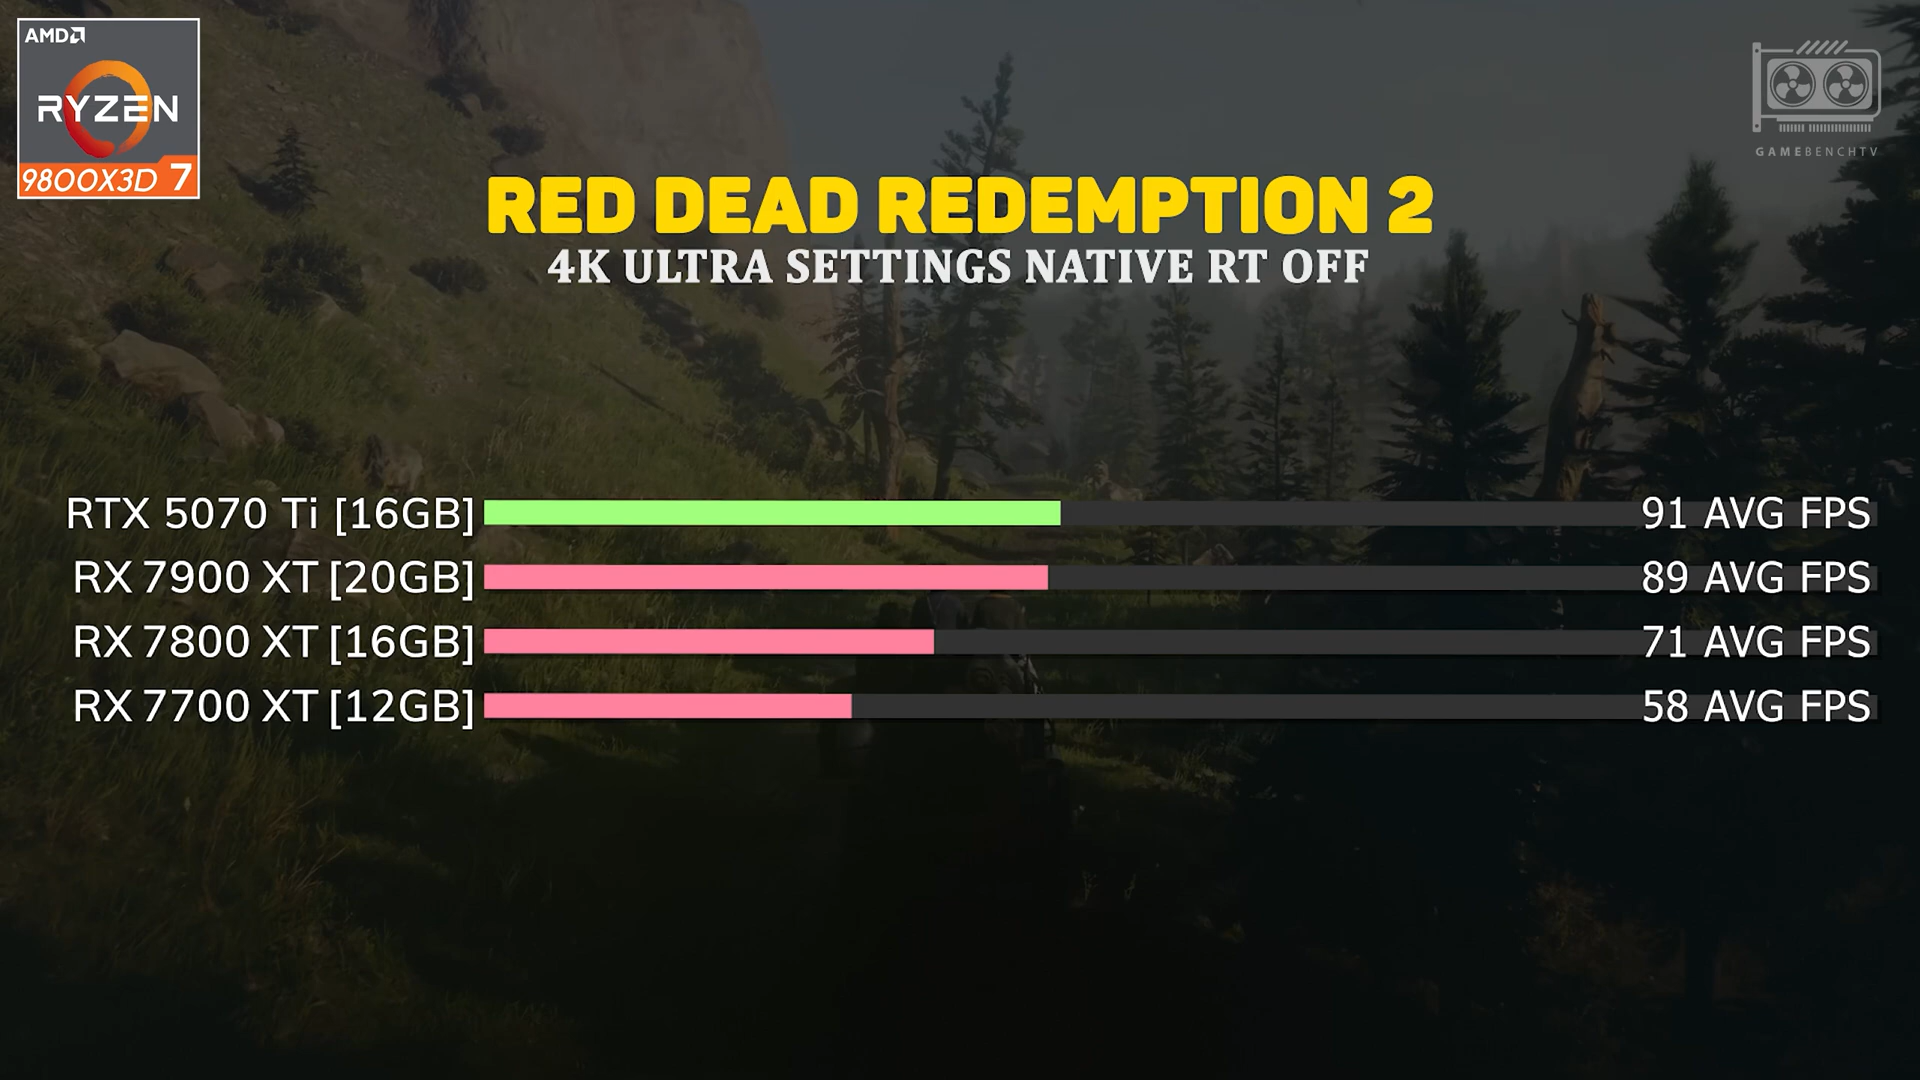 AMD
RYZEN
9800X3D 7
GAMEBENCHTV
RED DEAD REDEMPTION 2
4K ULTRA SETTINGS NATIVE RT OFF
RTX 5070 Ti [16GB] 91 AVG FPS
RX 7900 XT [20GB] 89 AVG FPS
RX 7800 XT [16GB] 71 AVG FPS
RX 7700 XT [12GB] 58 AVG FPS